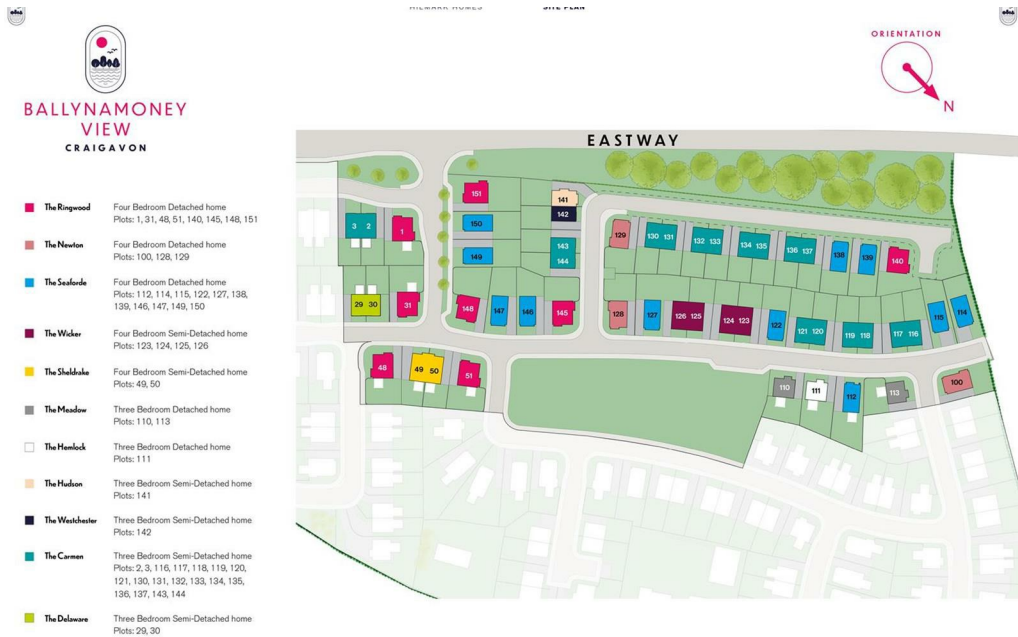 HILMARK HOMES
SITE PLAN
BALLYNAMONEY
VIEW
CRAIGAVON
ORIENTATION
N
EASTWAY
The Ringwood
Four Bedroom Detached home
Plots: 1, 31, 48, 51, 140, 145, 148, 151
The Newton
Four Bedroom Detached home
Plots: 100, 128, 129
The Seaforde
Four Bedroom Detached home
Plots: 112, 114, 115, 122, 127, 138,
139, 146, 147, 149, 150
The Wicker
Four Bedroom Semi-Detached home
Plots: 123, 124, 125, 126
The Sheldrake
Four Bedroom Semi-Detached home
Plots: 49, 50
The Meadow
Three Bedroom Detached home
Plots: 110, 113
The Hemlock
Three Bedroom Detached home
Plots: 111
The Hudson
Three Bedroom Semi-Detached home
Plots: 141
The Westchester
Three Bedroom Semi-Detached home
Plots: 142
The Carmen
Three Bedroom Semi-Detached home
Plots: 2, 3, 116, 117, 118, 119, 120,
121, 130, 131, 132, 133, 134, 135,
136, 137, 143, 144
The Delaware
Three Bedroom Semi-Detached home
Plots: 29, 30
151
141
142
3 2
1
150
129
130 131
132 133
134 135
136 137
138
139
140
143
144
149
29 30
31
148
147
146
145
128
127
126 125
124 123
122
121 120
119 118
117 116
115
114
48
49 50
51
110
111
112
113
100